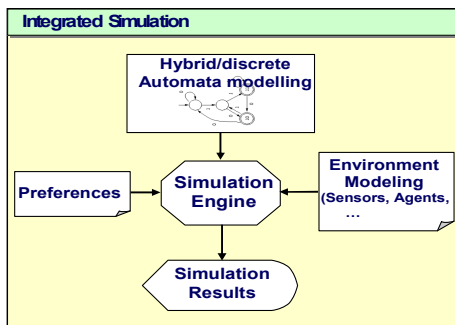 Integrated Simulation
Hybrid/discrete
Automata modelling
Preferences
Simulation
Engine
Environment
Modeling
(Sensors, Agents,
...
Simulation
Results